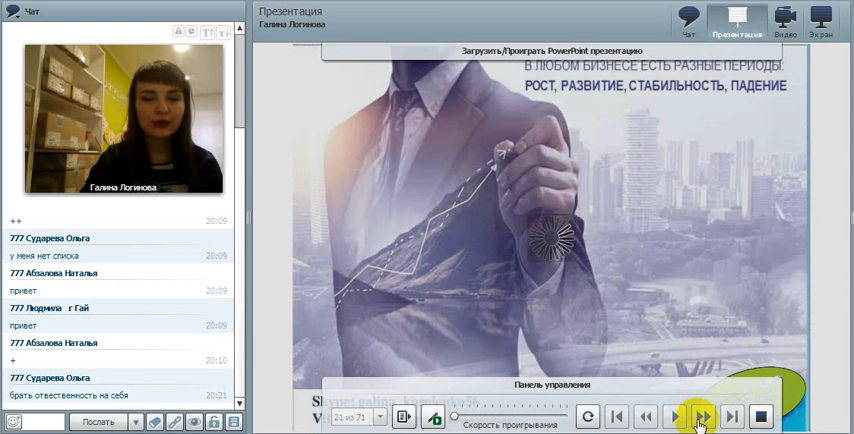 Чат
Галина Логинова
++ 20:09
777 Сударева Ольга
у меня нет списка 20:09
777 Абзалова Наталья
привет 20:09
777 Людмила г Гай
привет 20:09
777 Абзалова Наталья
+ 20:10
777 Сударева Ольга
брать отвественность на себя 20:21
Послать
Презентация
Галина Логинова
Чат
Презентация
Видео
Экран
Загрузить/Проиграть PowerPoint презентацию
В ЛЮБОМ БИЗНЕСЕ ЕСТЬ РАЗНЫЕ ПЕРИОДЫ:
РОСТ, РАЗВИТИЕ, СТАБИЛЬНОСТЬ, ПАДЕНИЕ
Панель управления
21 из 71
Скорость проигрывания